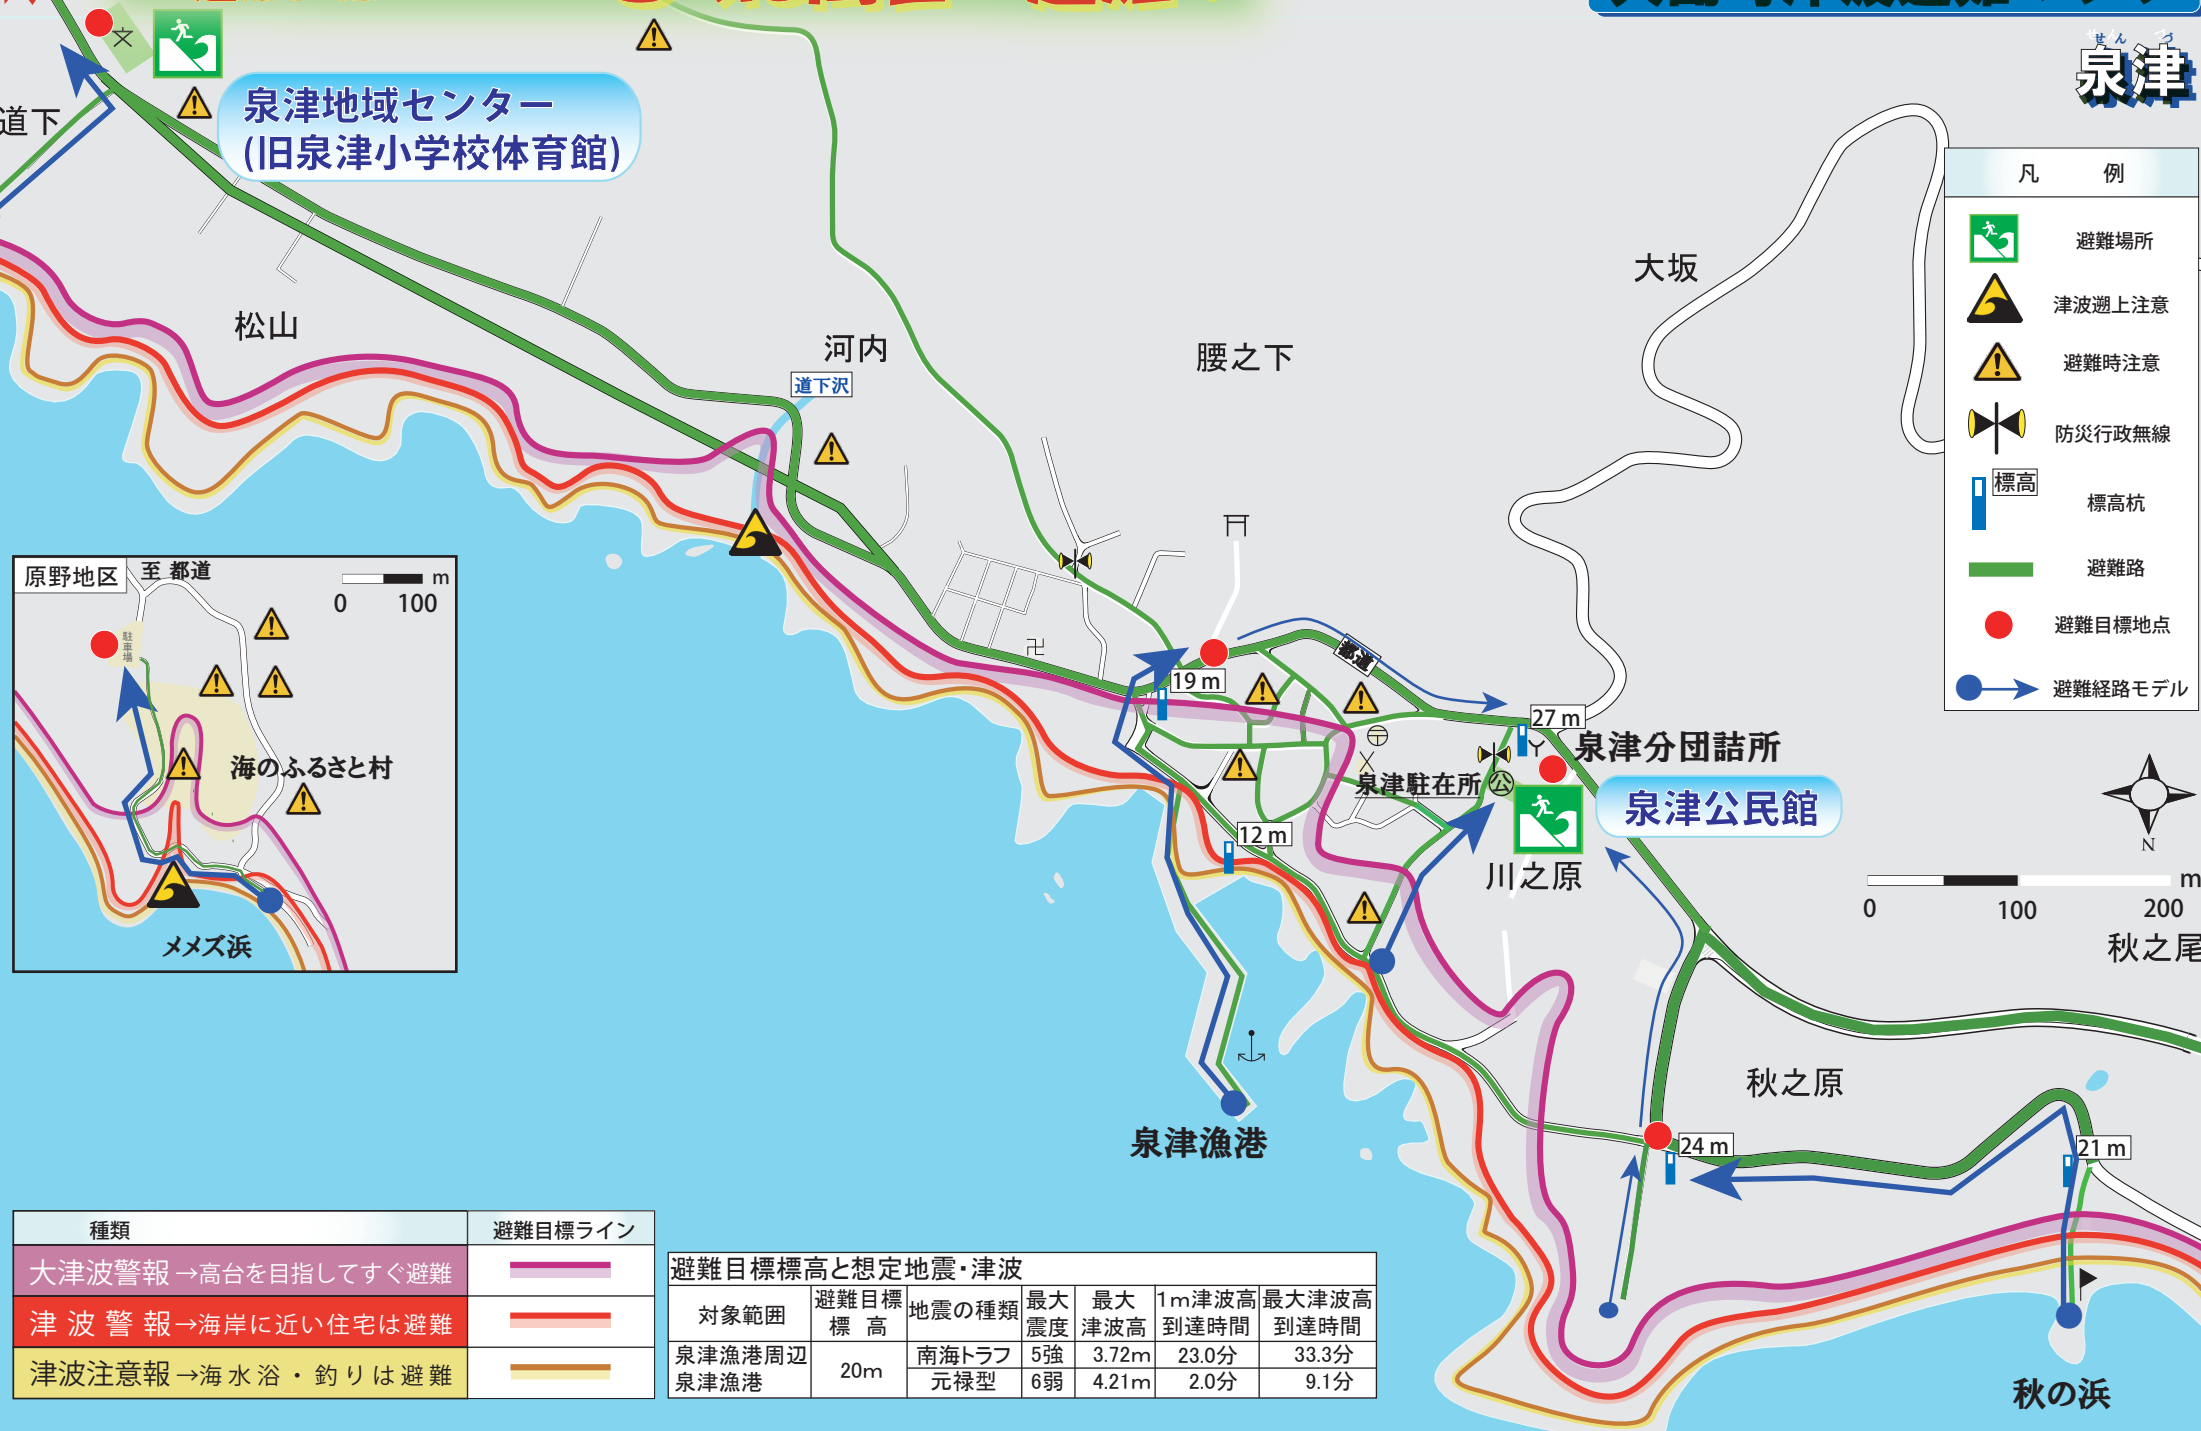 せんづ
泉津
道下
文
泉津地域センター
(旧泉津小学校体育館)
松山
河内
道下沢
腰之下
大坂
凡 例
避難場所
津波遡上注意
避難時注意
防災行政無線
標高
標高杭
避難路
避難目標地点
避難経路モデル
原野地区
至 都道
m
0 100
駐車場
海のふるさと村
メメズ浜
卍
19 m
27 m
泉津分団詰所
泉津駐在所
公
泉津公民館
12 m
川之原
N
m
0 100 200
秋之尾
秋之原
泉津漁港
24 m
21 m
秋の浜
種類 避難目標ライン
大津波警報→高台を目指してすぐ避難
津波警報→海岸に近い住宅は避難
津波注意報→海水浴・釣りは避難
避難目標標高と想定地震・津波
対象範囲 避難目標標高 地震の種類 最大震度 最大津波高 1m津波高到達時間 最大津波高到達時間
泉津漁港周辺 泉津漁港 20m 南海トラフ 5強 3.72m 23.0分 33.3分
元禄型 6弱 4.21m 2.0分 9.1分